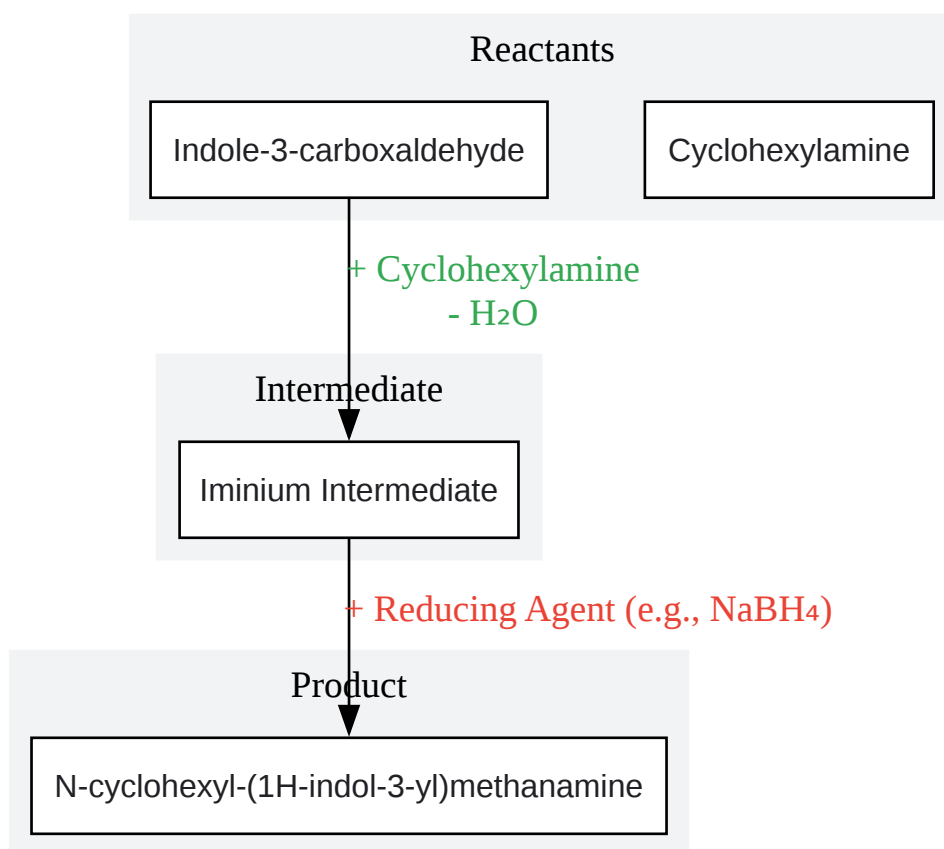 Reactants
Indole-3-carboxaldehyde
Cyclohexylamine
+ Cyclohexylamine
- H₂O
Intermediate
Iminium Intermediate
+ Reducing Agent (e.g., NaBH₄)
Product
N-cyclohexyl-(1H-indol-3-yl)methanamine